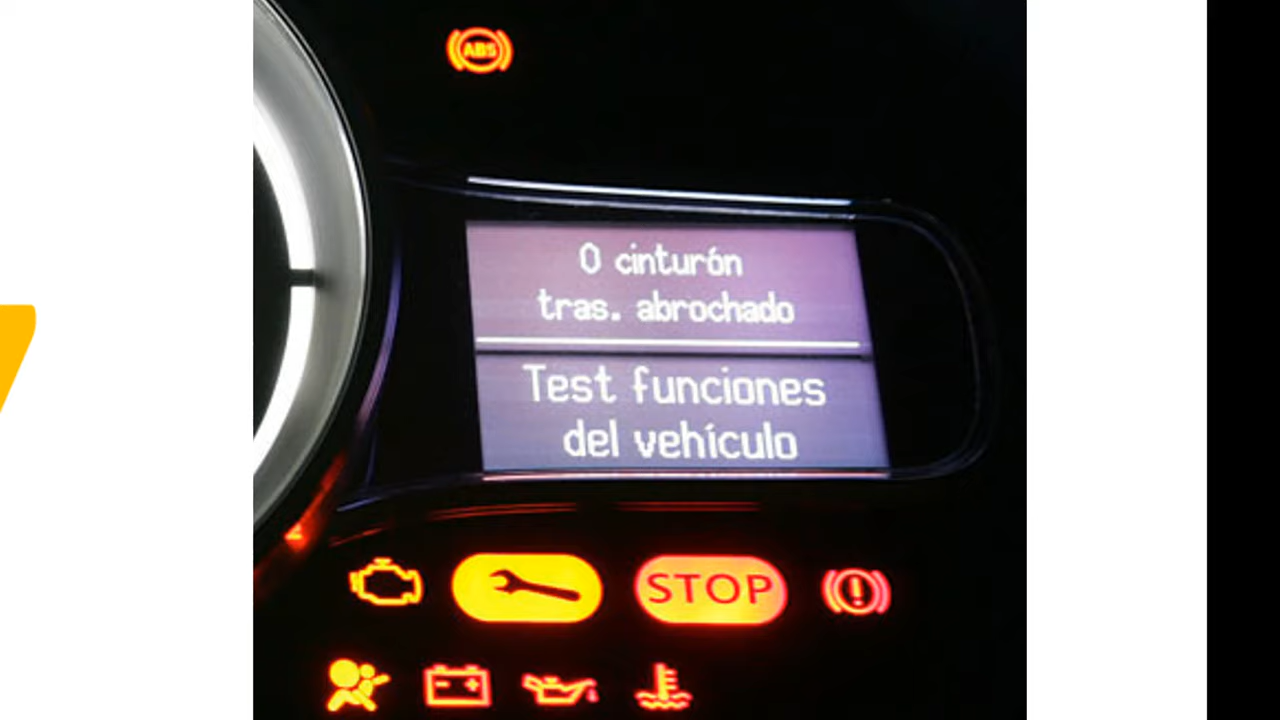 ABS
0 cinturón
tras. abrochado
Test funciones
del vehículo
STOP